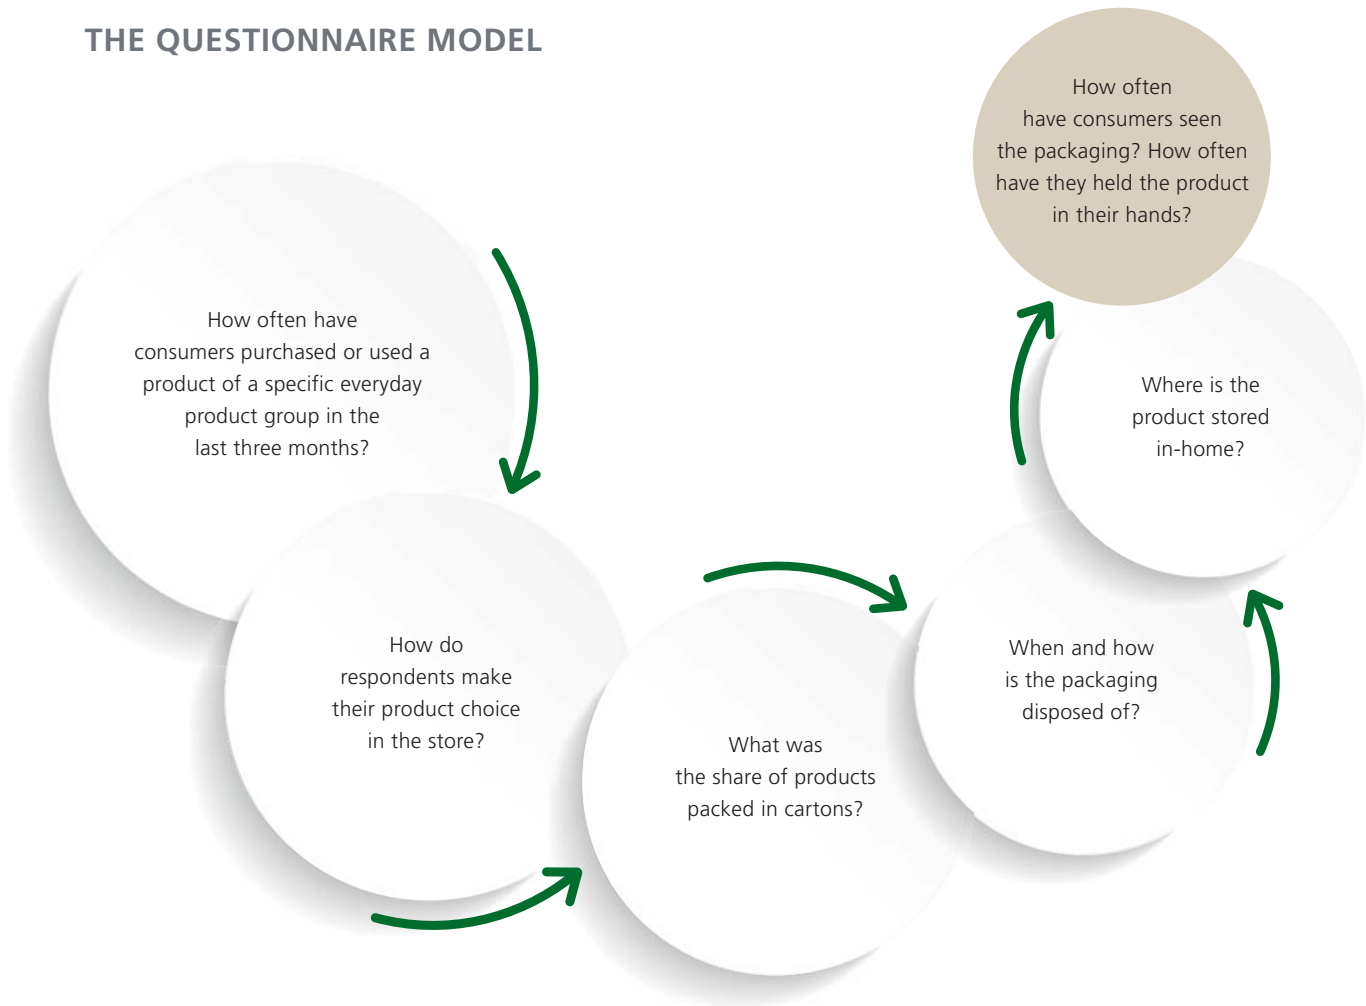 THE QUESTIONNAIRE MODEL
How often have
consumers purchased or used a
product of a specific everyday
product group in the
last three months?
How do
respondents make
their product choice
in the store?
What was
the share of products
packed in cartons?
When and how
is the packaging
disposed of?
Where is the
product stored
in-home?
How often
have consumers seen
the packaging? How often
have they held the product
in their hands?